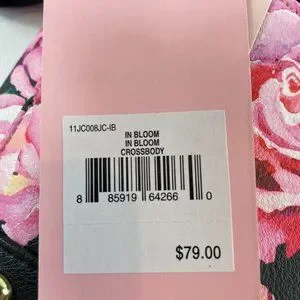 11JC008JC-IB
IN BLOOM
IN BLOOM
CROSSBODY
8 85919 64266 0
$79.00